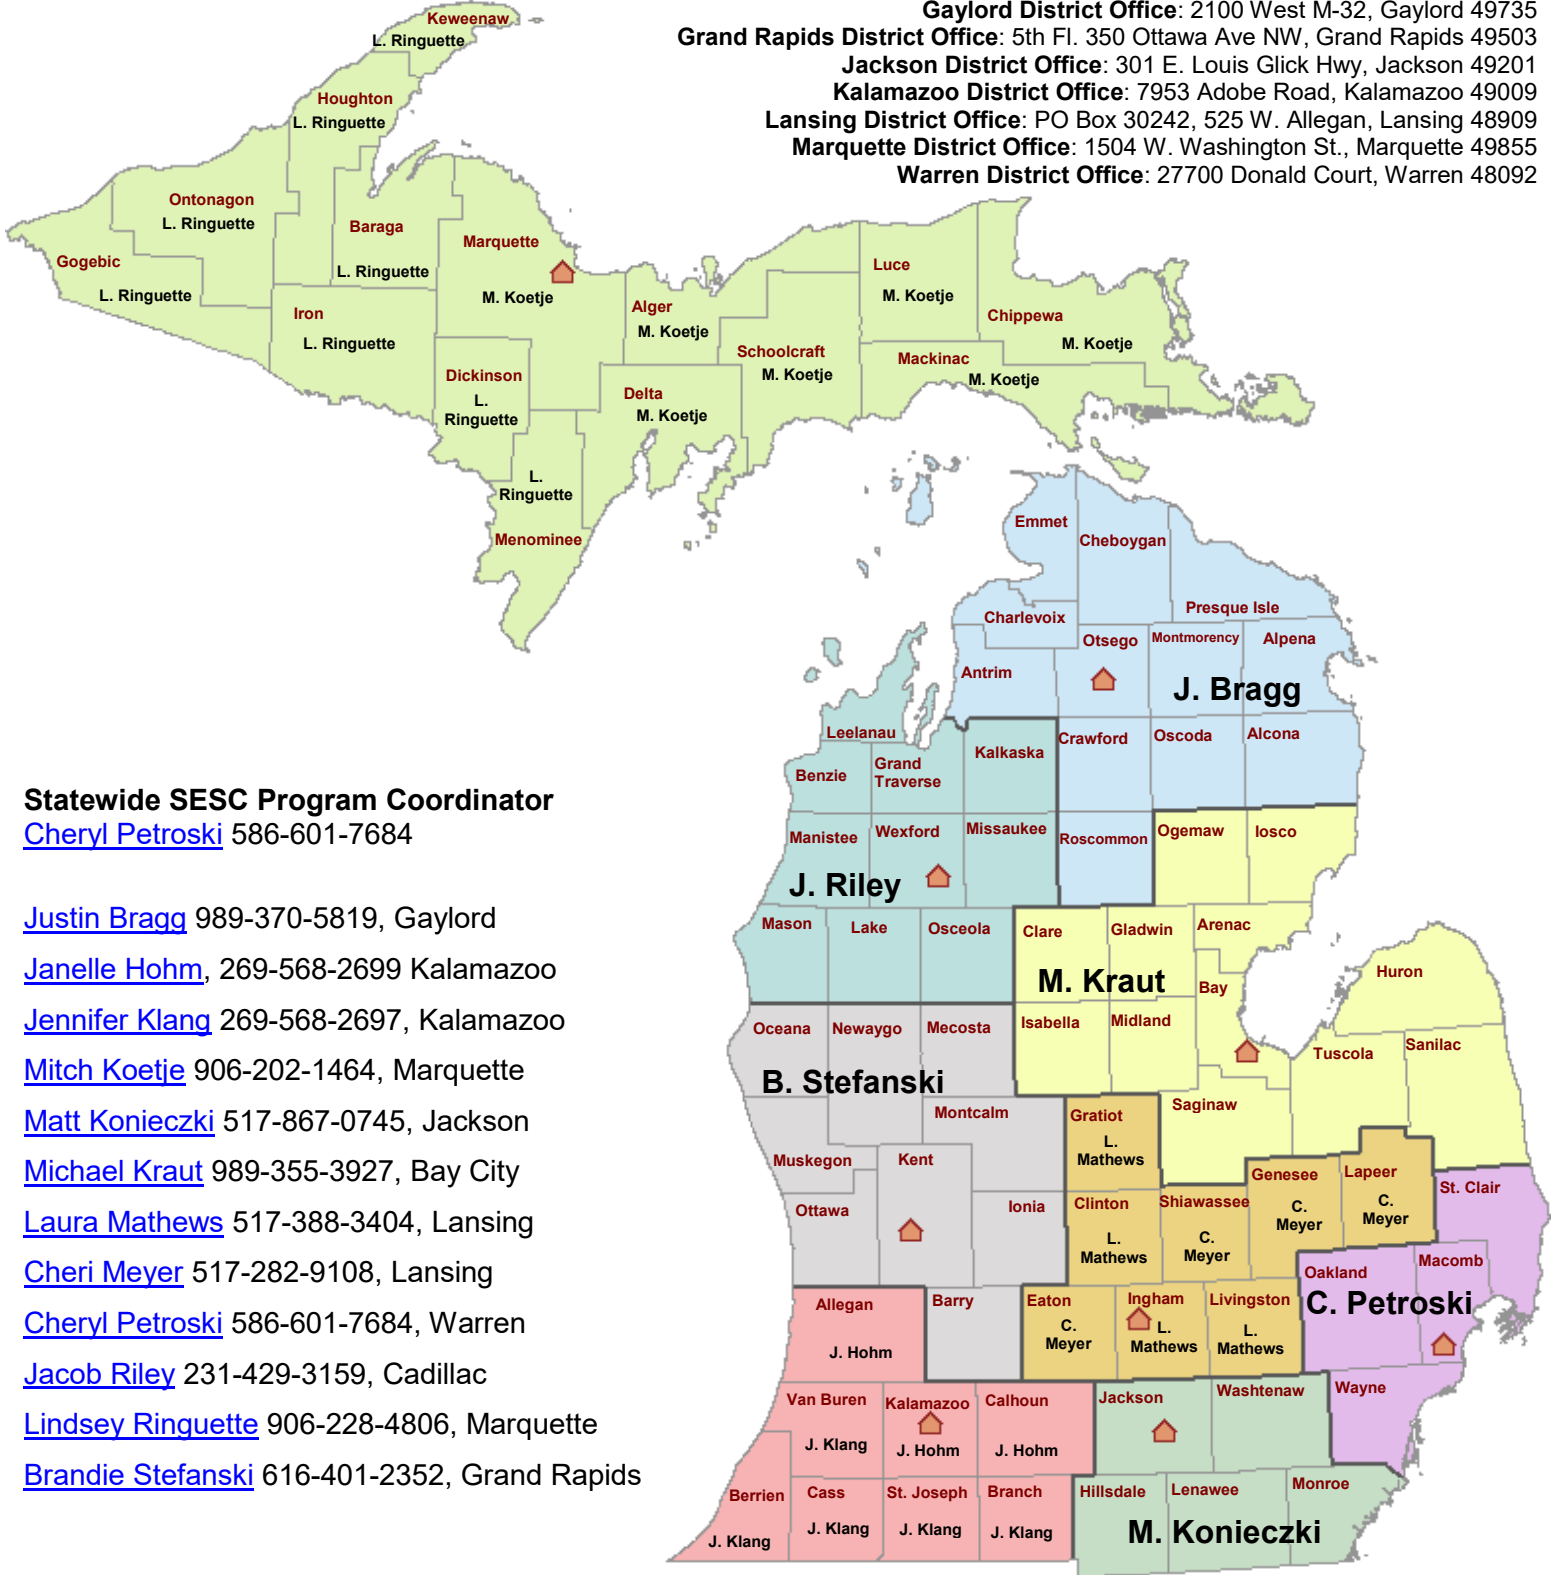 Gaylord District Office: 2100 West M-32, Gaylord 49735
Grand Rapids District Office: 5th Fl. 350 Ottawa Ave NW, Grand Rapids 49503
Jackson District Office: 301 E. Louis Glick Hwy, Jackson 49201
Kalamazoo District Office: 7953 Adobe Road, Kalamazoo 49009
Lansing District Office: PO Box 30242, 525 W. Allegan, Lansing 48909
Marquette District Office: 1504 W. Washington St., Marquette 49855
Warren District Office: 27700 Donald Court, Warren 48092
Keweenaw
L. Ringuette
Houghton
L. Ringuette
Ontonagon
L. Ringuette
Baraga
L. Ringuette
Gogebic
L. Ringuette
Marquette
M. Koetje
Iron
L. Ringuette
Alger
M. Koetje
Luce
M. Koetje
Chippewa
M. Koetje
Schoolcraft
M. Koetje
Mackinac
M. Koetje
Dickinson
L.
Ringuette
Delta
M. Koetje
L.
Ringuette
Menominee
Emmet
Cheboygan
Presque Isle
Charlevoix
Otsego
Montmorency
Alpena
Antrim
J. Bragg
Crawford
Oscoda
Alcona
Roscommon
Leelanau
Benzie
Grand
Traverse
Kalkaska
Manistee
Wexford
Missaukee
J. Riley
Mason
Lake
Osceola
Ogemaw
Iosco
Clare
Gladwin
Arenac
M. Kraut
Bay
Isabella
Midland
Huron
Tuscola
Sanilac
Saginaw
Oceana
Newaygo
Mecosta
B. Stefanski
Montcalm
Muskegon
Kent
Ottawa
Ionia
Barry
Gratiot
L.
Mathews
Clinton
L.
Mathews
Shiawassee
C.
Meyer
Genesee
C.
Meyer
Lapeer
C.
Meyer
Eaton
C.
Meyer
Ingham
L.
Mathews
Livingston
L.
Mathews
St. Clair
Macomb
Oakland
C. Petroski
Wayne
Allegan
J. Hohm
Van Buren
J. Klang
Kalamazoo
J. Hohm
Calhoun
J. Hohm
Berrien
J. Klang
Cass
J. Klang
St. Joseph
J. Klang
Branch
J. Klang
Jackson
Washtenaw
Hillsdale
Lenawee
Monroe
M. Konieczki
Statewide SESC Program Coordinator
Cheryl Petroski 586-601-7684
Justin Bragg 989-370-5819, Gaylord
Janelle Hohm, 269-568-2699 Kalamazoo
Jennifer Klang 269-568-2697, Kalamazoo
Mitch Koetje 906-202-1464, Marquette
Matt Konieczki 517-867-0745, Jackson
Michael Kraut 989-355-3927, Bay City
Laura Mathews 517-388-3404, Lansing
Cheri Meyer 517-282-9108, Lansing
Cheryl Petroski 586-601-7684, Warren
Jacob Riley 231-429-3159, Cadillac
Lindsey Ringuette 906-228-4806, Marquette
Brandie Stefanski 616-401-2352, Grand Rapids